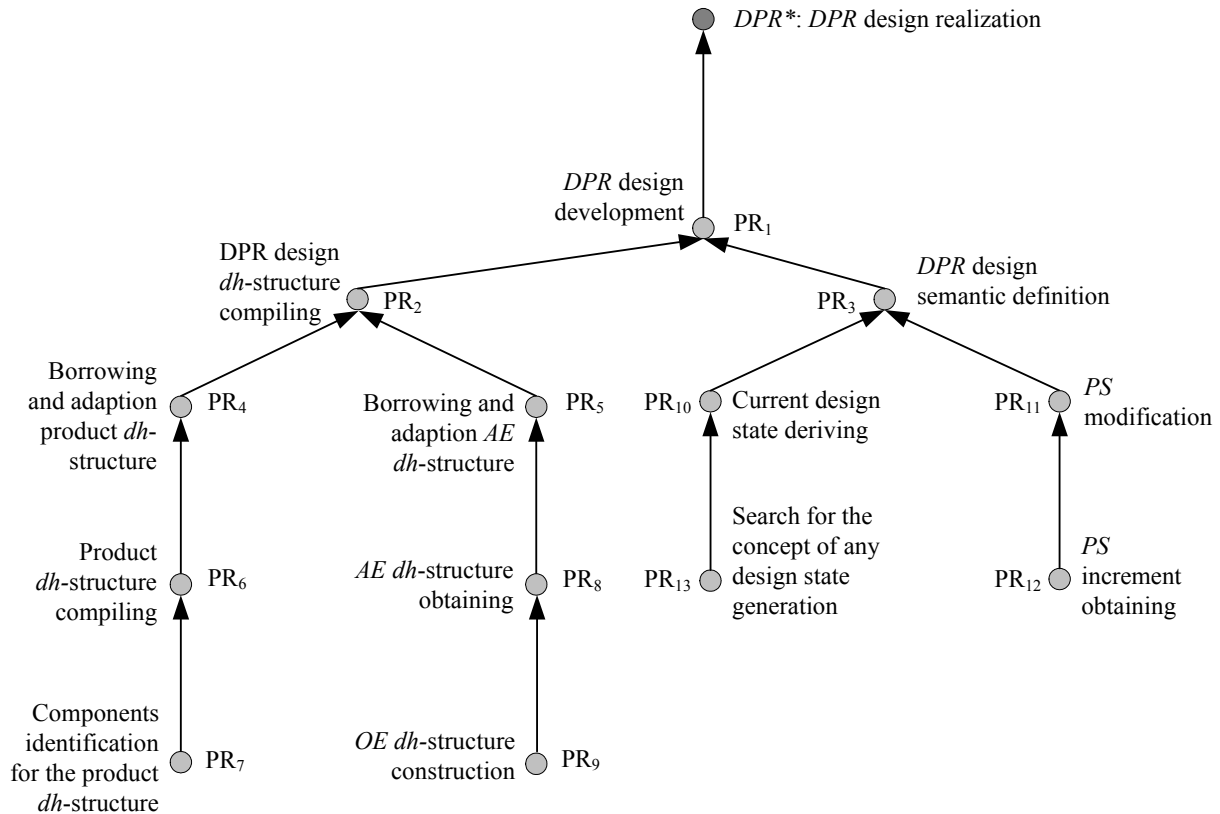 DPR*: DPR design realization
DPR design
development
PR1
DPR design
dh-structure
compiling
PR2
PR3
DPR design
semantic definition
Borrowing
and adaption
product dh-
structure
PR4
Borrowing and
adaption AE
dh-structure
PR5
PR10
Current design
state deriving
PR11
PS
modification
Product
dh-structure
compiling
PR6
AE dh-structure
obtaining
PR8
PR13
Search for the
concept of any
design state
generation
PR12
PS
increment
obtaining
Components
identification
for the product
dh-structure
PR7
OE dh-structure
construction
PR9